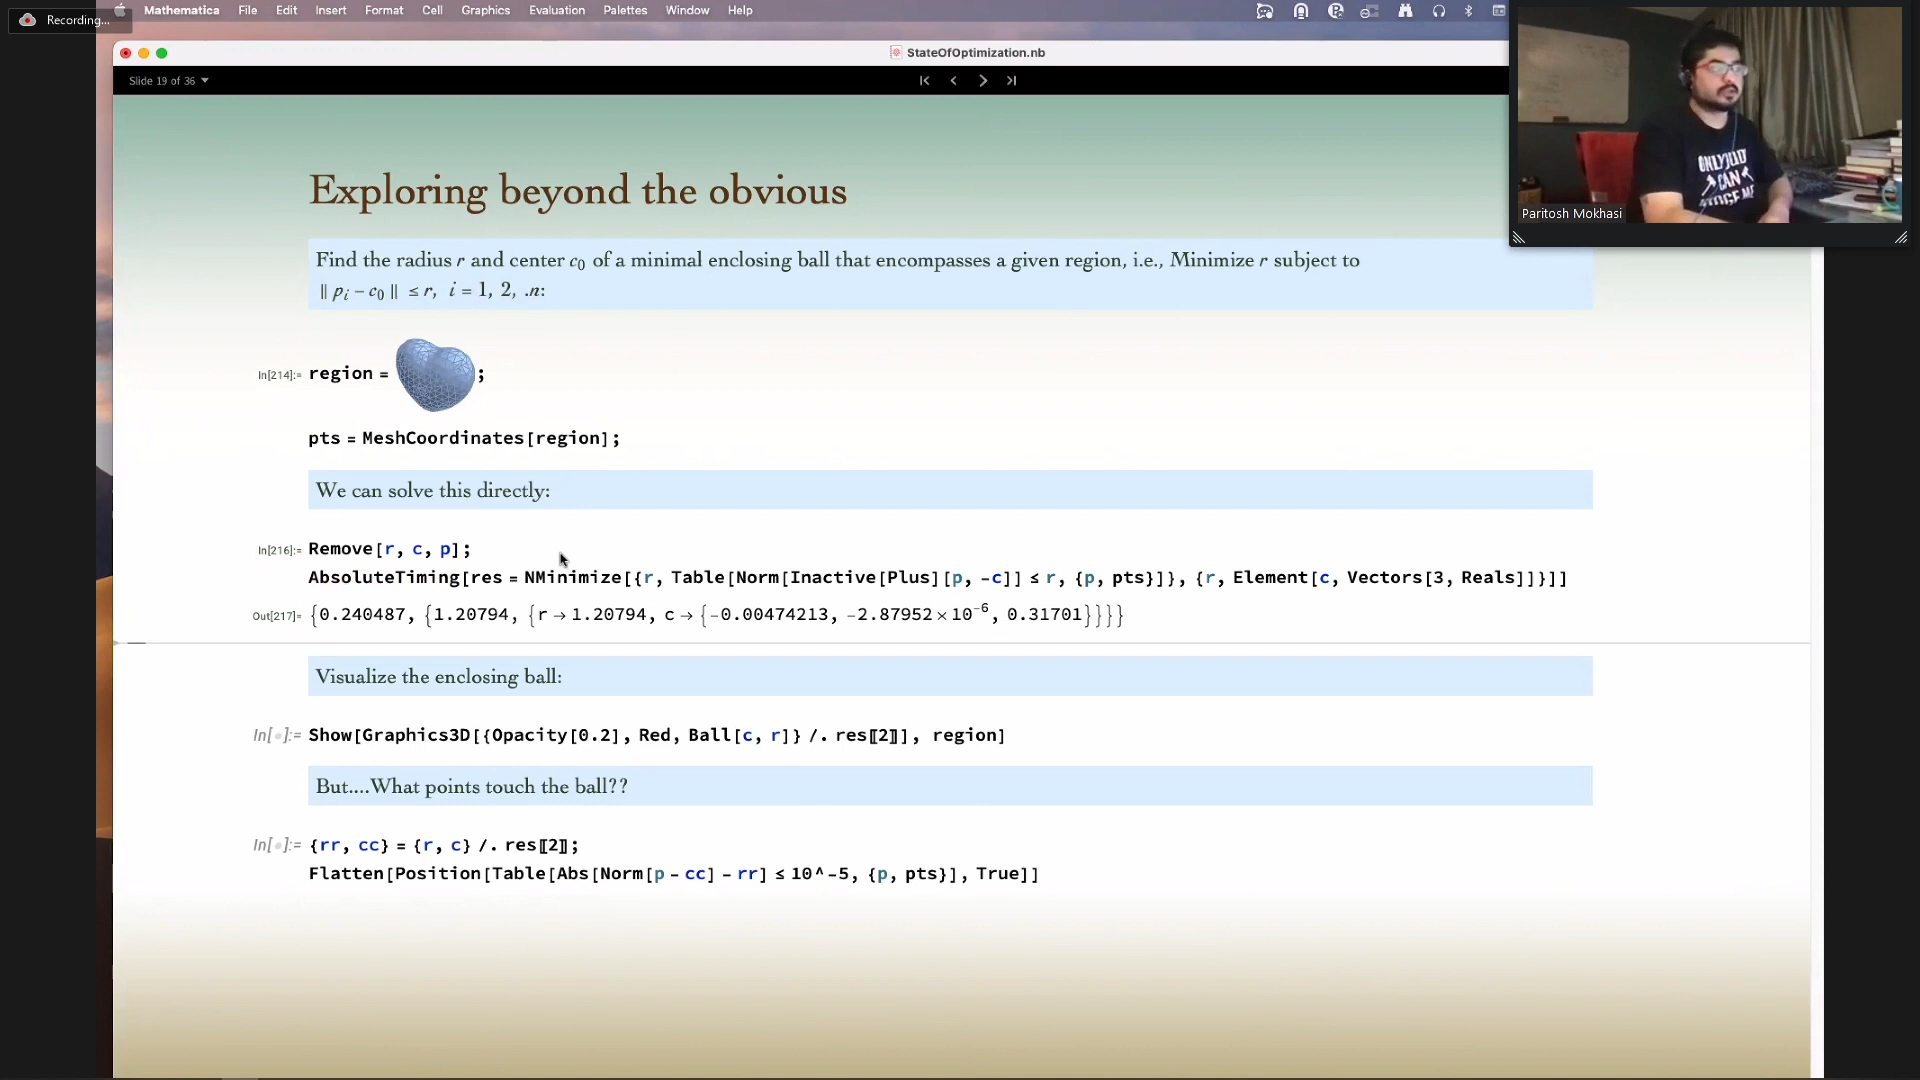 Recording...
Mathematica File Edit Insert Format Cell Graphics Evaluation Palettes Window Help
StateOfOptimization.nb
Slide 19 of 36
Exploring beyond the obvious
Find the radius r and center c0 of a minimal enclosing ball that encompasses a given region, i.e., Minimize r subject to
‖ pi − c0 ‖ ≤ r, i = 1, 2, .n:
In[214]:= region = ;
pts = MeshCoordinates[region];
We can solve this directly:
In[216]:= Remove[r, c, p];
AbsoluteTiming[res = NMinimize[{r, Table[Norm[Inactive[Plus][p, -c]] ≤ r, {p, pts}]}, {r, Element[c, Vectors[3, Reals]]}]]
Out[217]= {0.240487, {1.20794, {r → 1.20794, c → {-0.00474213, -2.87952×10^-6, 0.31701}}}}
Visualize the enclosing ball:
In[ ]:= Show[Graphics3D[{Opacity[0.2], Red, Ball[c, r]} /. res〚2〛], region]
But....What points touch the ball??
In[ ]:= {rr, cc} = {r, c} /. res〚2〛;
Flatten[Position[Table[Abs[Norm[p - cc] - rr] ≤ 10^-5, {p, pts}], True]]
ONLY
CAN
ME
Paritosh Mokhasi